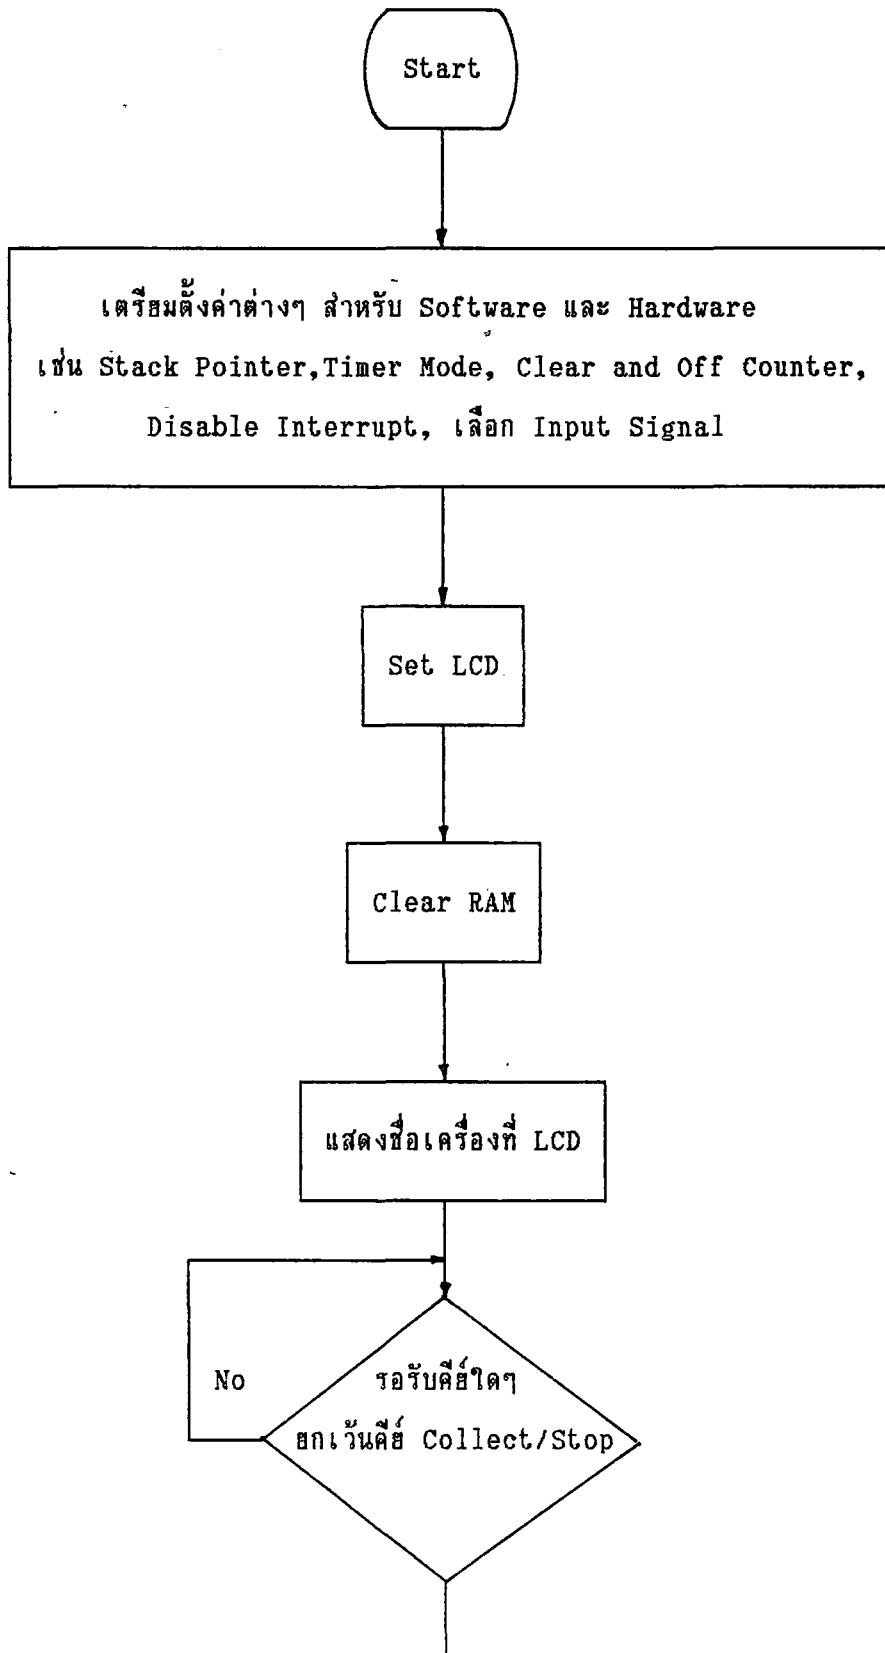 Start
เตรียมตั้งค่าต่างๆ สำหรับ Software และ Hardware
เช่น Stack Pointer,Timer Mode, Clear and Off Counter,
Disable Interrupt, เลือก Input Signal
Set LCD
Clear RAM
แสดงชื่อเครื่องที่ LCD
No
รอรับคีย์ใดๆ
ยกเว้นคีย์ Collect/Stop